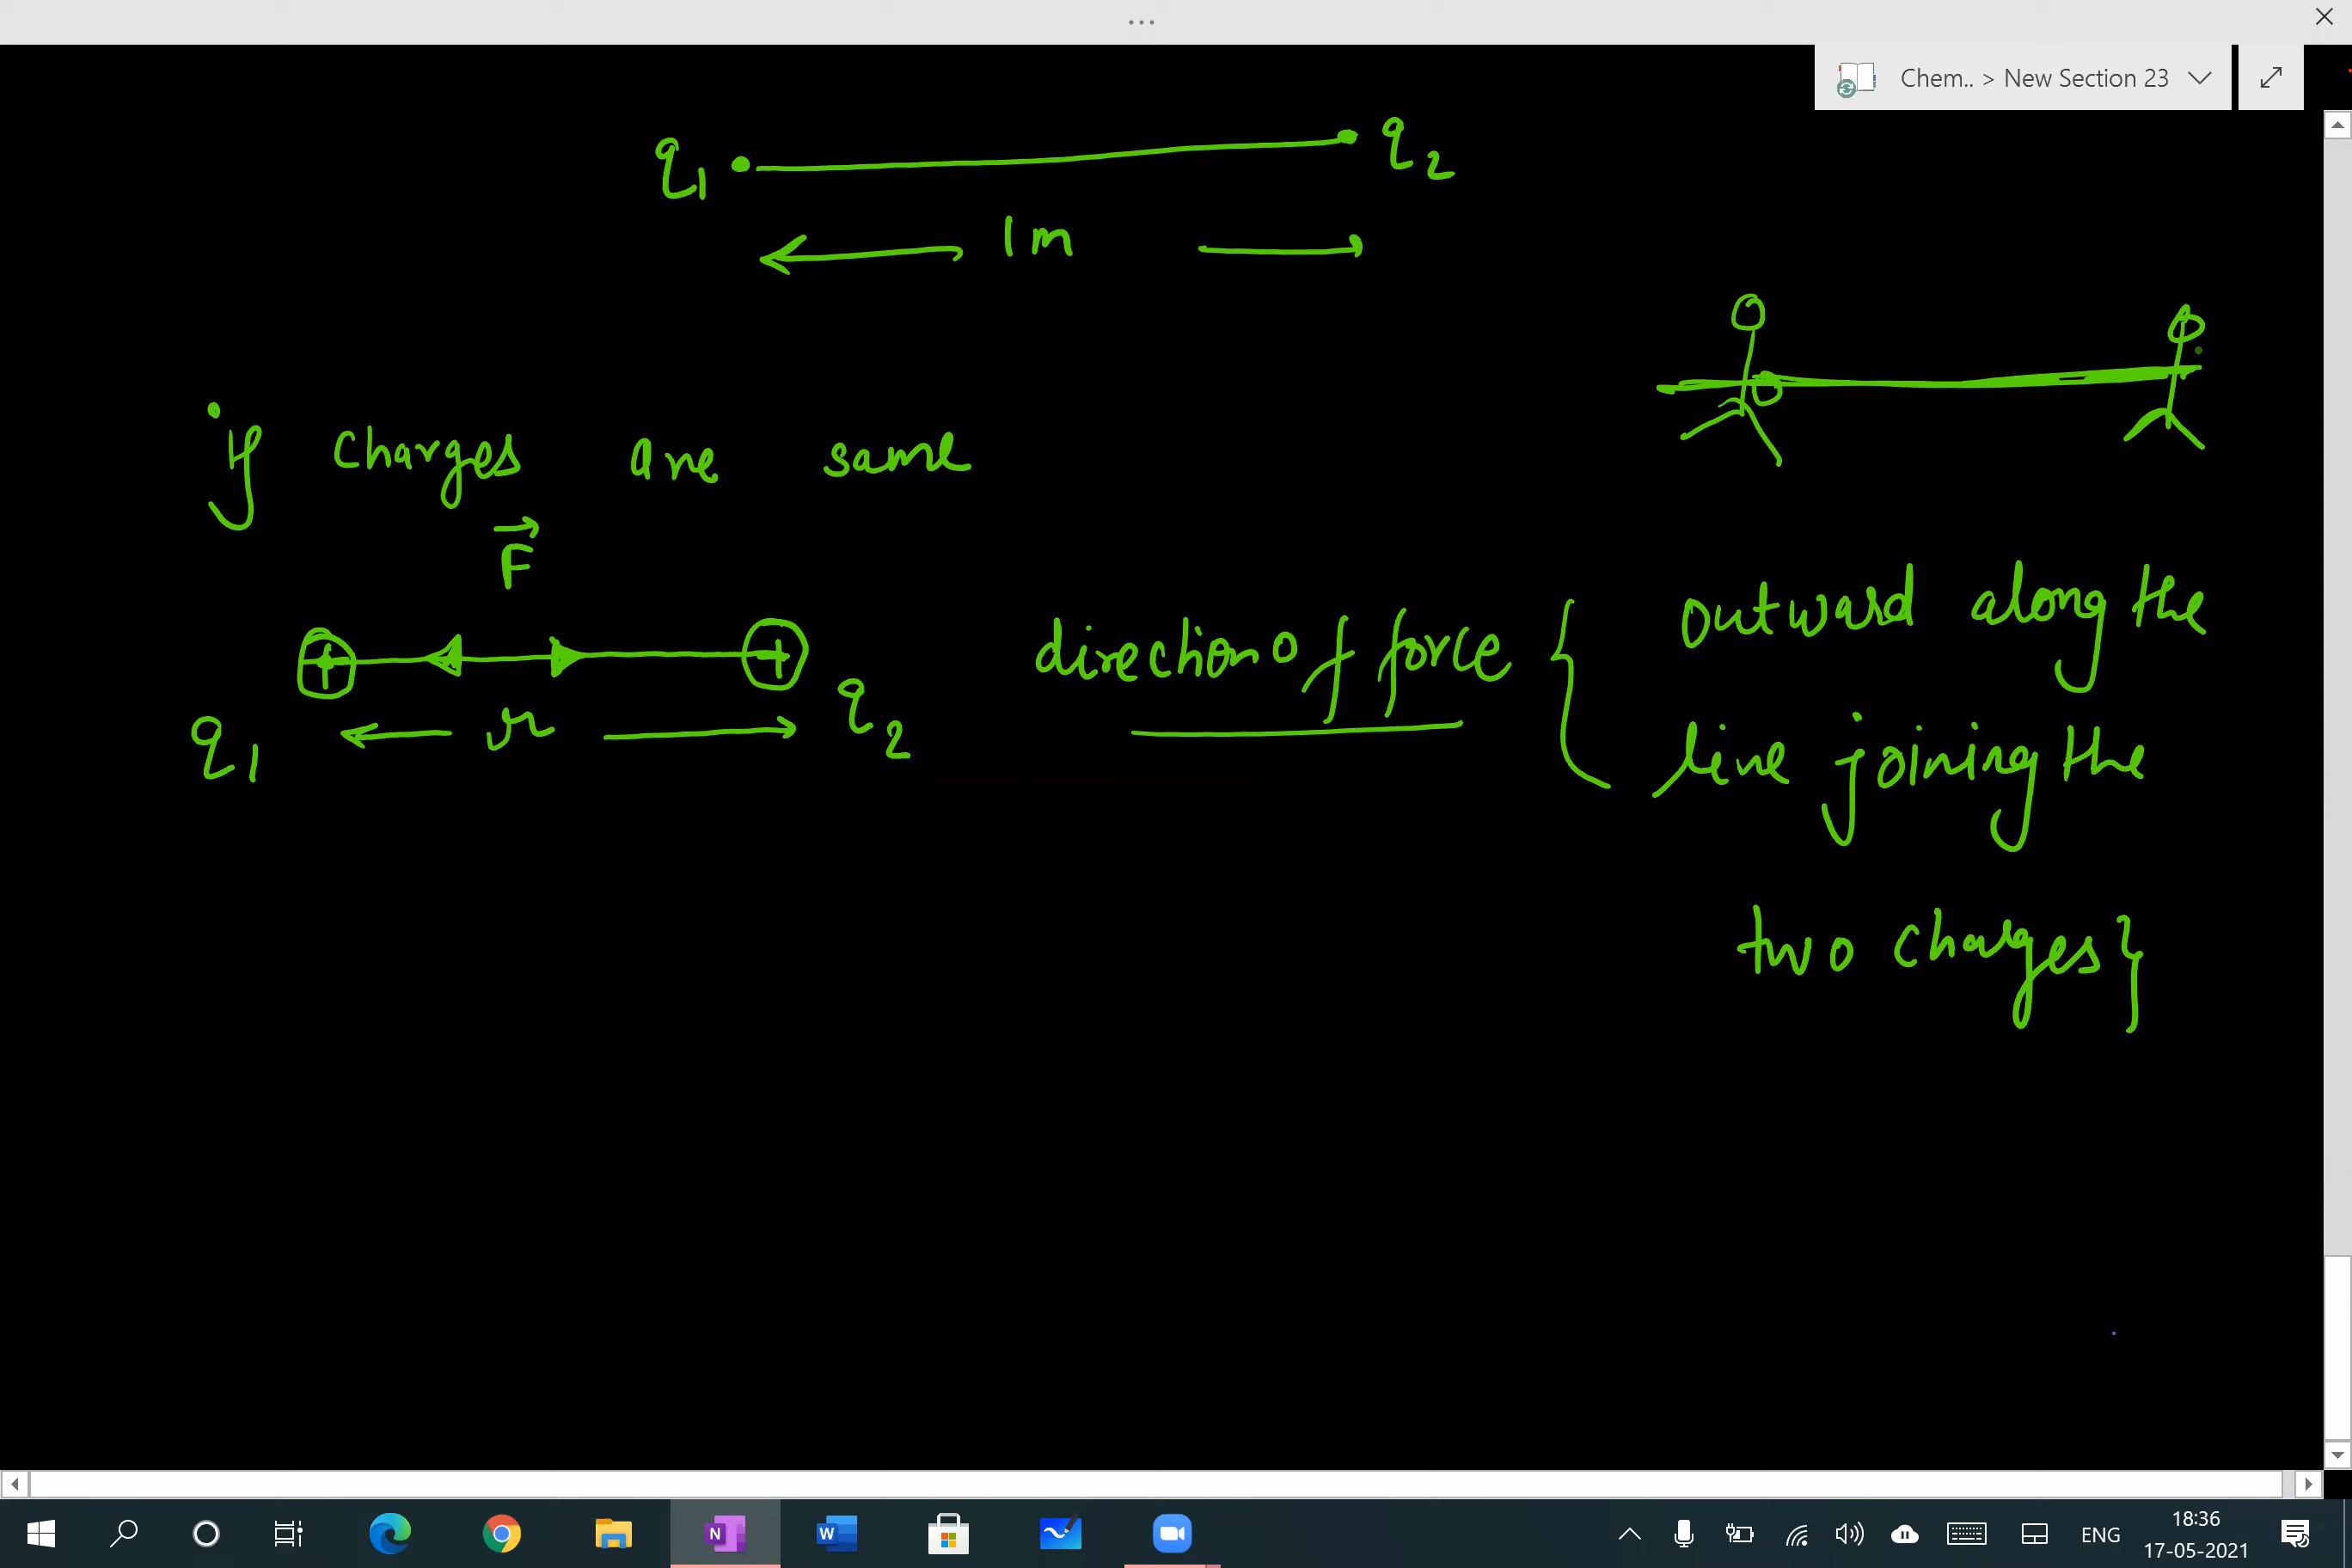 Chem.. > New Section 23
q1 q2
1m
if charges are same
F
direction of force { outward along the
q1 r q2
line joining the
two charges}
ENG
18:36
17-05-2021